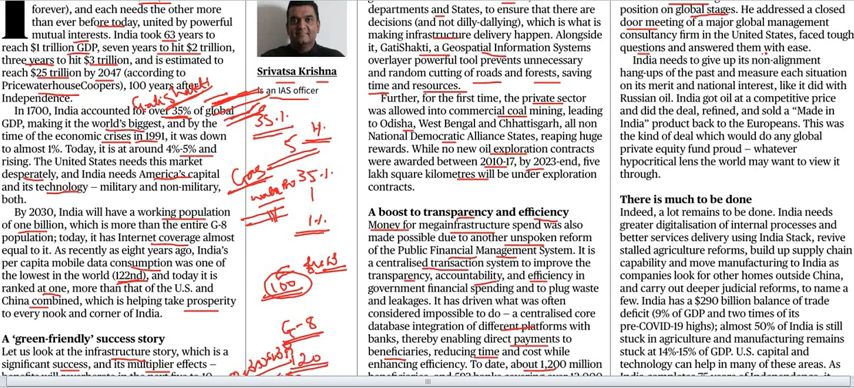 forever), and each needs the other more
than ever before today, united by powerful
mutual interests. India took 63 years to
reach $1 trillion GDP, seven years to hit $2 trillion,
three years to hit $3 trillion, and is estimated to
reach $25 trillion by 2047 (according to
PricewaterhouseCoopers), 100 years after
Independence.
In 1700, India accounted for over 35% of global
GDP, making it the world's biggest, and by the
time of the economic crises in 1991, it was down
to almost 1%. Today, it is at around 4%-5% and
rising. The United States needs this market
desperately, and India needs America's capital
and its technology – military and non-military,
both.
By 2030, India will have a working population
of one billion, which is more than the entire G-8
population; today, it has Internet coverage almost
equal to it. As recently as eight years ago, India's
per capita mobile data consumption was one of
the lowest in the world (122nd), and today it is
ranked at one, more than that of the U.S. and
China combined, which is helping take prosperity
to every nook and corner of India.
A 'green-friendly' success story
Let us look at the infrastructure story, which is a
significant success, and its multiplier effects –
Srivatsa Krishna
is an IAS officer
35%
4%
5
35%
1
1%
100
G-8
20
departments and States, to ensure that there are
decisions (and not dilly-dallying), which is what is
making infrastructure delivery happen. Alongside
it, GatiShakti, a Geospatial Information Systems
overlayer powerful tool prevents unnecessary
and random cutting of roads and forests, saving
time and resources.
Further, for the first time, the private sector
was allowed into commercial coal mining, leading
to Odisha, West Bengal and Chhattisgarh, all non
National Democratic Alliance States, reaping huge
rewards. While no new oil exploration contracts
were awarded between 2010-17, by 2023-end, five
lakh square kilometres will be under exploration
contracts.
A boost to transparency and efficiency
Money for megainfrastructure spend was also
made possible due to another unspoken reform
of the Public Financial Management System. It is
a centralised transaction system to improve the
transparency, accountability, and efficiency in
government financial spending and to plug waste
and leakages. It has driven what was often
considered impossible to do – a centralised core
database integration of different platforms with
banks, thereby enabling direct payments to
beneficiaries, reducing time and cost while
enhancing efficiency. To date, about 1,200 million
position on global stages. He addressed a closed
door meeting of a major global management
consultancy firm in the United States, faced tough
questions and answered them with ease.
India needs to give up its non-alignment
hang-ups of the past and measure each situation
on its merit and national interest, like it did with
Russian oil. India got oil at a competitive price
and did the deal, refined, and sold a "Made in
India" product back to the Europeans. This was
the kind of deal which would do any global
private equity fund proud – whatever
hypocritical lens the world may want to view it
through.
There is much to be done
Indeed, a lot remains to be done. India needs
greater digitalisation of internal processes and
better services delivery using India Stack, revive
stalled agriculture reforms, build up supply chain
capability and move manufacturing to India as
companies look for other homes outside China,
and carry out deeper judicial reforms, to name a
few. India has a $290 billion balance of trade
deficit (9% of GDP and two times of its
pre-COVID-19 highs); almost 50% of India is still
stuck in agriculture and manufacturing remains
stuck at 14%-15% of GDP. U.S. capital and
technology can help in many of these areas. As